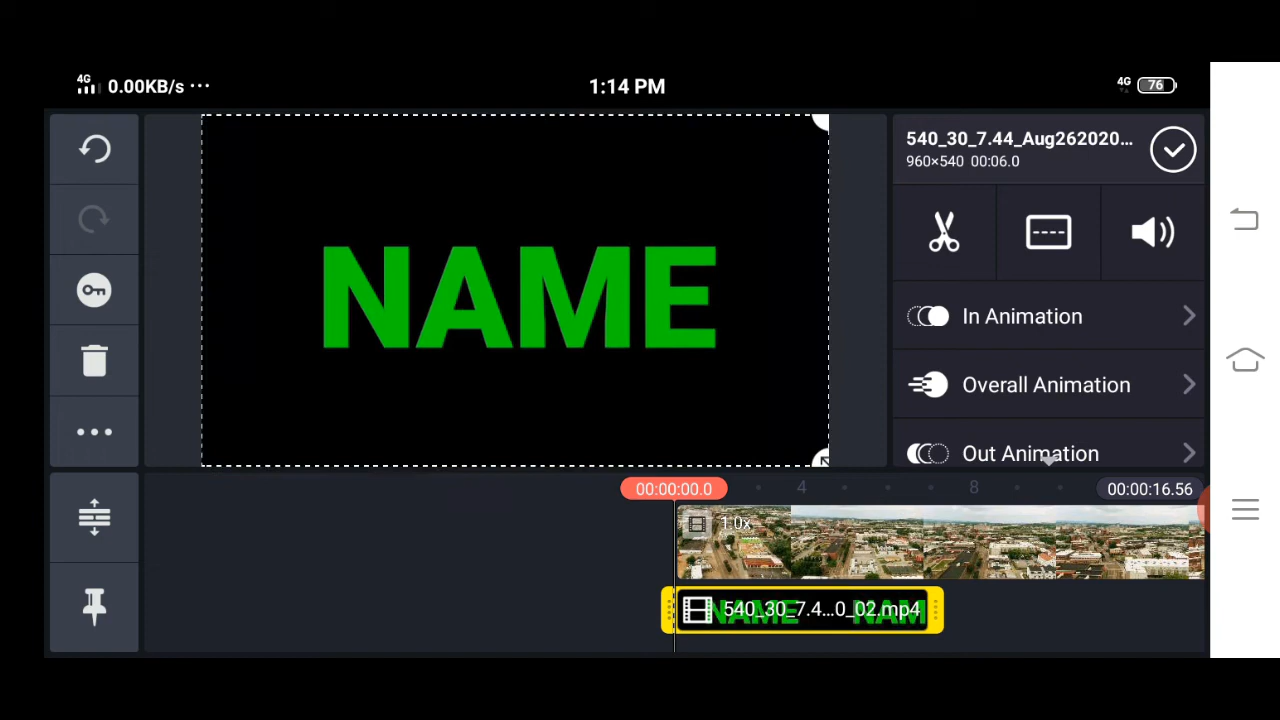 4G 0.00KB/s ...
1:14 PM
4G 76
540_30_7.44_Aug262020...
960×540 00:06.0
NAME
In Animation
Overall Animation
Out Animation
00:00:00.0
4
8
00:00:16.56
1.0x
540_30_7.4...0_02.mp4
NAME NAM